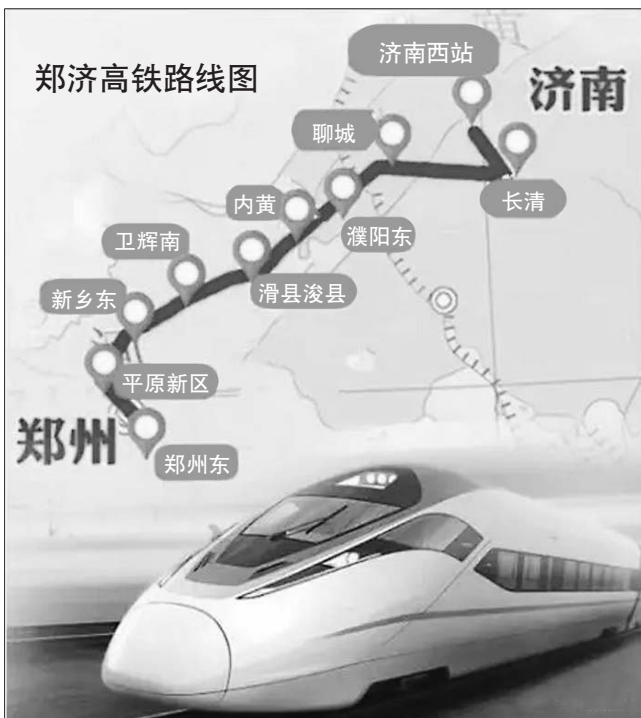 郑济高铁路线图
济南西站
济南
聊城
长清
内黄
濮阳东
卫辉南
滑县浚县
新乡东
平原新区
郑州
郑州东